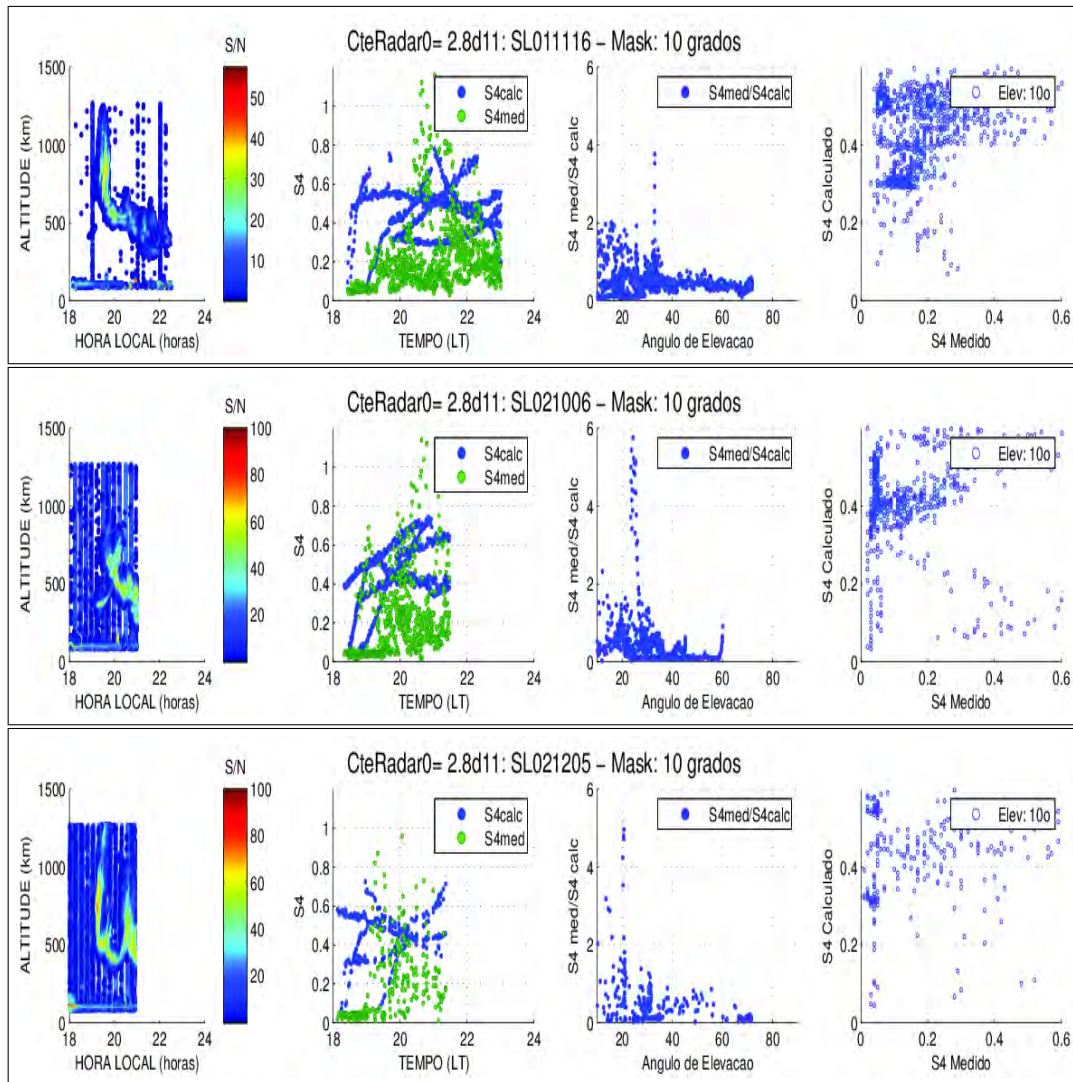 CteRadar0= 2.8d11: SL011116 – Mask: 10 grados
S/N
1500
1000
500
0
ALTITUDE (km)
18 20 22 24
HORA LOCAL (horas)
50
40
30
20
10
S4calc
S4med
1
0.8
0.6
0.4
0.2
0
S4
18 20 22 24
TEMPO (LT)
S4med/S4calc
6
4
2
0
S4 med/S4 calc
20 40 60 80
Angulo de Elevacao
Elev: 10o
0.4
0.2
0
S4 Calculado
0 0.2 0.4 0.6
S4 Medido
CteRadar0= 2.8d11: SL021006 – Mask: 10 grados
S/N
1500
1000
500
0
ALTITUDE (km)
18 20 22 24
HORA LOCAL (horas)
100
80
60
40
20
S4calc
S4med
1
0.8
0.6
0.4
0.2
0
S4
18 20 22 24
TEMPO (LT)
S4med/S4calc
6
4
2
0
S4 med/S4 calc
20 40 60 80
Angulo de Elevacao
Elev: 10o
0.4
0.2
0
S4 Calculado
0 0.2 0.4 0.6
S4 Medido
CteRadar0= 2.8d11: SL021205 – Mask: 10 grados
S/N
1500
1000
500
0
ALTITUDE (km)
18 20 22 24
HORA LOCAL (horas)
100
80
60
40
20
S4calc
S4med
1
0.8
0.6
0.4
0.2
0
S4
18 20 22 24
TEMPO (LT)
S4med/S4calc
6
4
2
0
S4 med/S4 calc
20 40 60 80
Angulo de Elevacao
Elev: 10o
0.4
0.2
0
S4 Calculado
0 0.2 0.4 0.6
S4 Medido